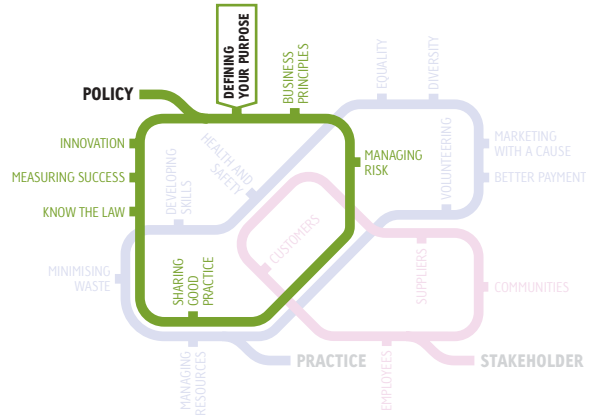 DEFINING
YOUR PURPOSE
BUSINESS
PRINCIPLES
EQUALITY
DIVERSITY
POLICY
INNOVATION
MEASURING SUCCESS
KNOW THE LAW
HEALTH AND
SAFETY
DEVELOPING
SKILLS
MANAGING
RISK
VOLUNTEERING
MARKETING
WITH A CAUSE
BETTER PAYMENT
CUSTOMERS
SUPPLIERS
MINIMISING
WASTE
SHARING
GOOD
PRACTICE
COMMUNITIES
MANAGING
RESOURCES
PRACTICE
EMPLOYEES
STAKEHOLDER